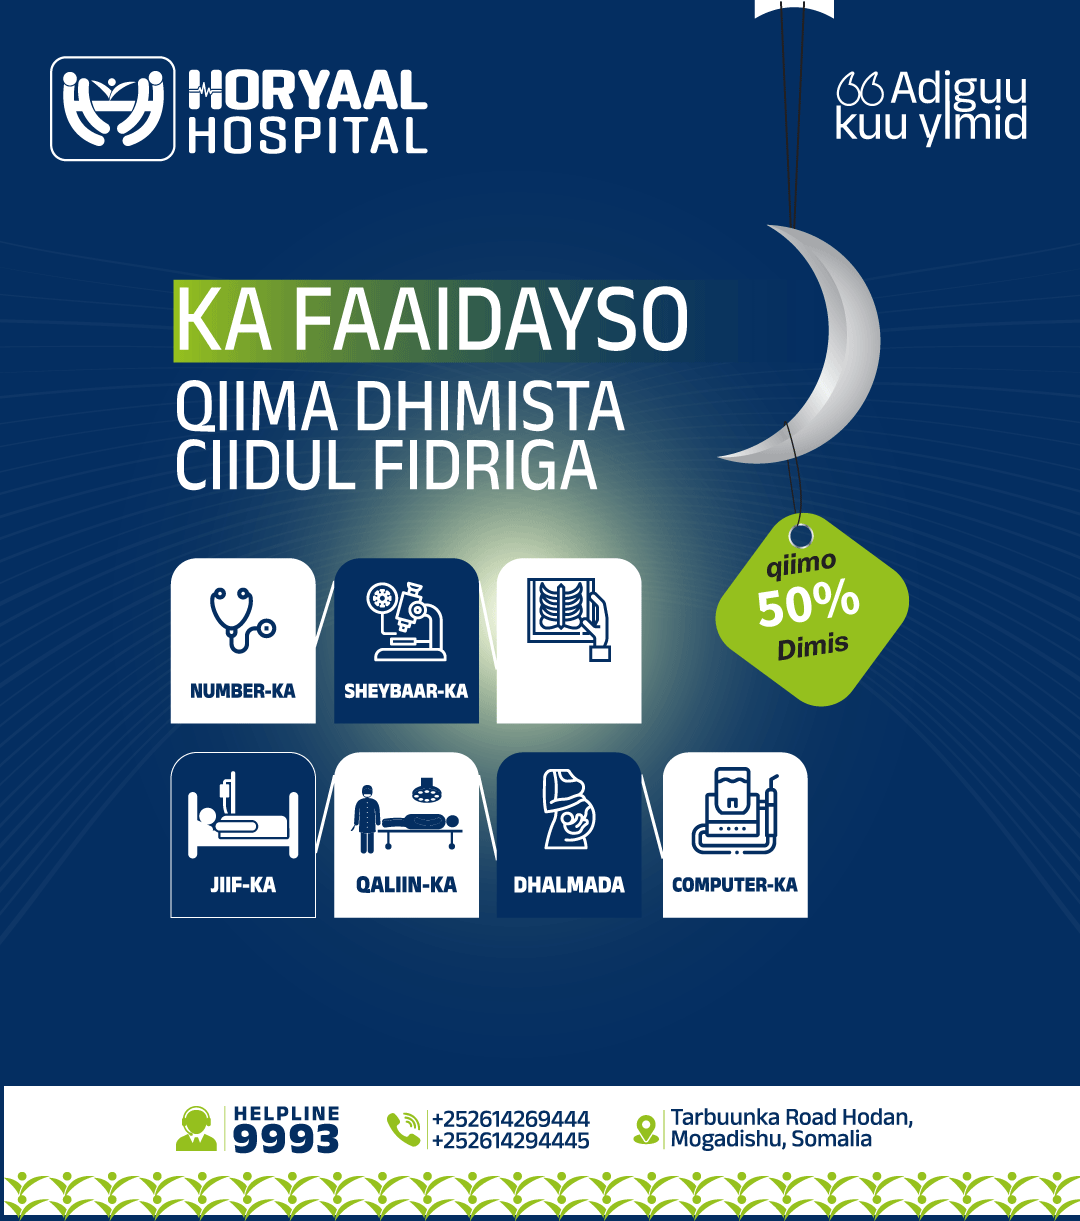 HORYAAL
HOSPITAL
Adiguu
kuu yImid
KA FAAIDAYSO
QIIMA DHIMISTA
CIIDUL FIDRIGA
qiimo
50%
Dimis
NUMBER-KA
SHEYBAAR-KA
JIIF-KA
QALIIN-KA
DHALMADA
COMPUTER-KA
HELPLINE
9993
+252614269444
+252614294445
Tarbuunka Road Hodan,
Mogadishu, Somalia